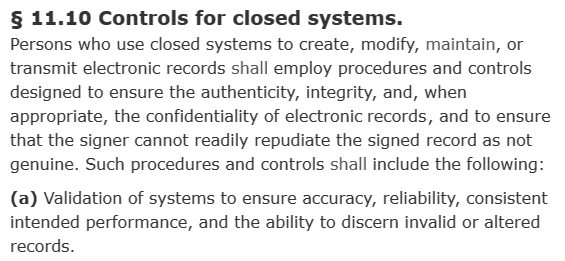 § 11.10 Controls for closed systems.
Persons who use closed systems to create, modify, maintain, or
transmit electronic records shall employ procedures and controls
designed to ensure the authenticity, integrity, and, when
appropriate, the confidentiality of electronic records, and to ensure
that the signer cannot readily repudiate the signed record as not
genuine. Such procedures and controls shall include the following:
(a) Validation of systems to ensure accuracy, reliability, consistent
intended performance, and the ability to discern invalid or altered
records.